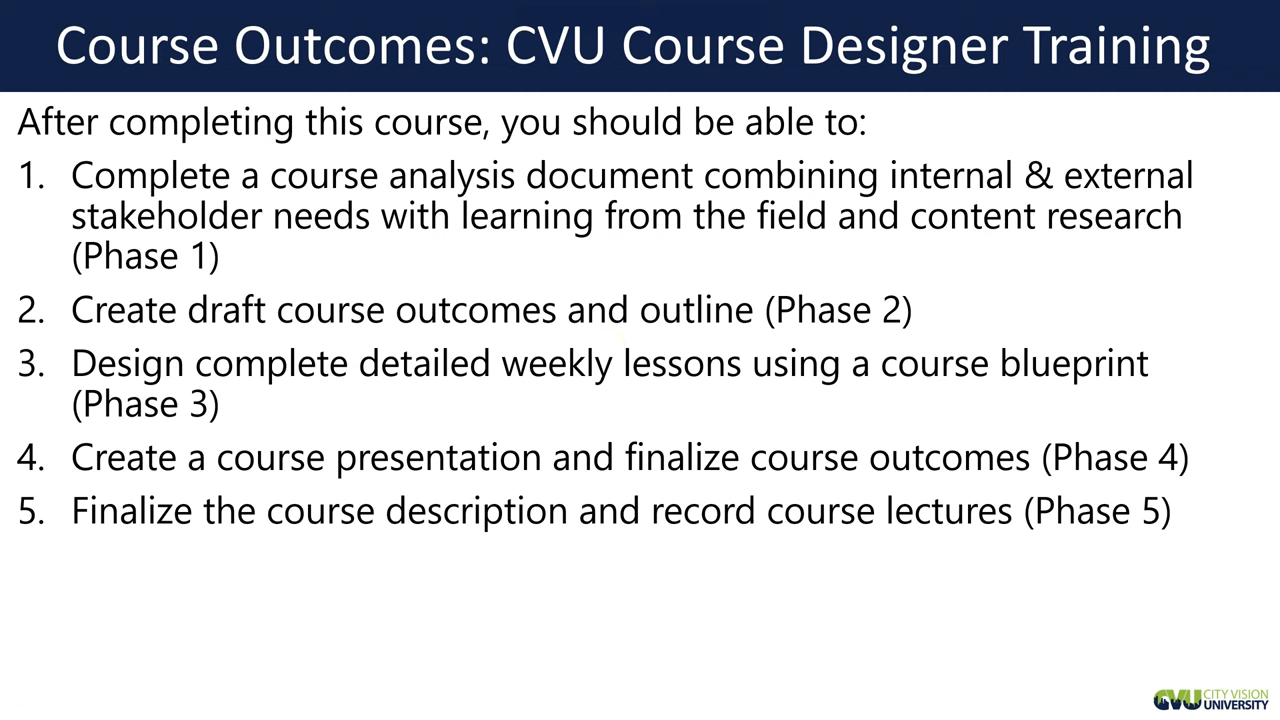 Course Outcomes: CVU Course Designer Training
After completing this course, you should be able to:
1. Complete a course analysis document combining internal & external
stakeholder needs with learning from the field and content research
(Phase 1)
2. Create draft course outcomes and outline (Phase 2)
3. Design complete detailed weekly lessons using a course blueprint
(Phase 3)
4. Create a course presentation and finalize course outcomes (Phase 4)
5. Finalize the course description and record course lectures (Phase 5)
CVU CITY VISION
UNIVERSITY